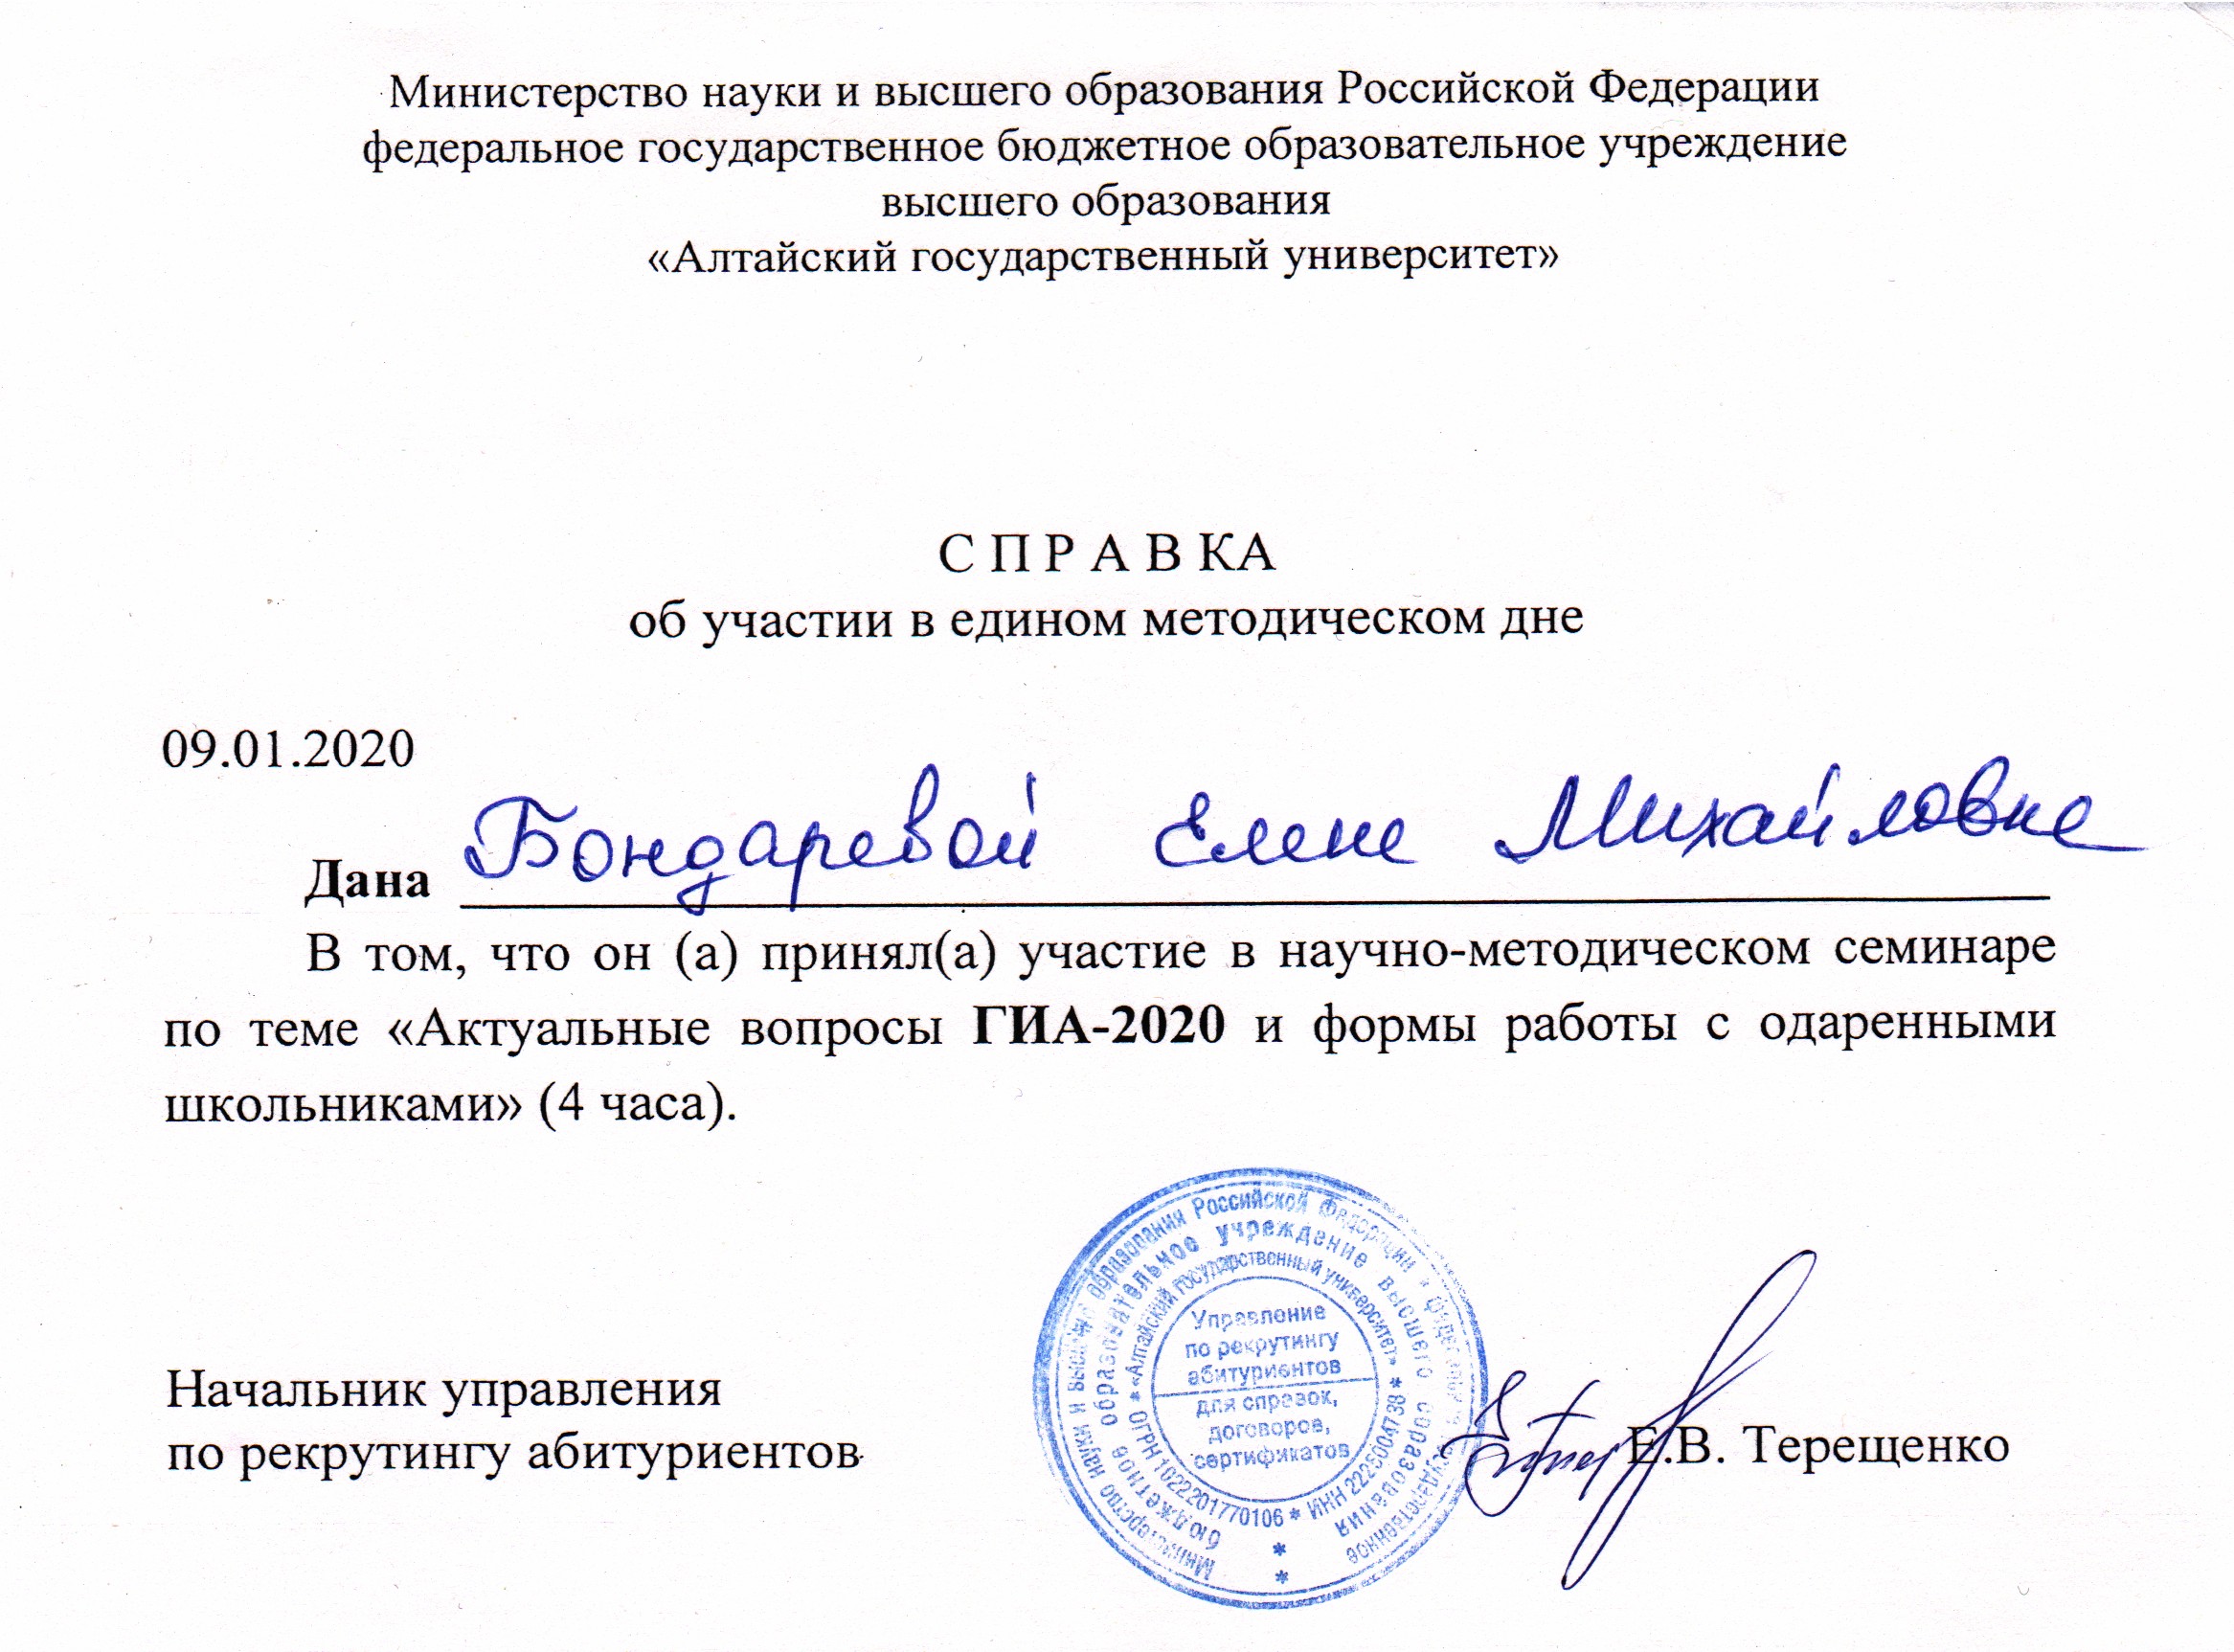 Министерство науки и высшего образования Российской Федерации
федеральное государственное бюджетное образовательное учреждение
высшего образования
«Алтайский государственный университет»
С П Р А В КА
об участии в едином методическом дне
09.01.2020
Дана Бондаревой Елене Михайловне
В том, что он (а) принял(а) участие в научно-методическом семинаре
по теме «Актуальные вопросы ГИА-2020 и формы работы с одаренными
школьниками» (4 часа).
Министерство науки и высшего образования Российской Федерации * федеральное государственное
бюджетное образовательное учреждение высшего образования
* «Алтайский государственный университет» *
ОГРН 1022201770106 * ИНН 2225004738 *
Управление
по рекрутингу
абитуриентов
для справок,
договоров,
сертификатов
Начальник управления
по рекрутингу абитуриентов
Е.В. Терещенко